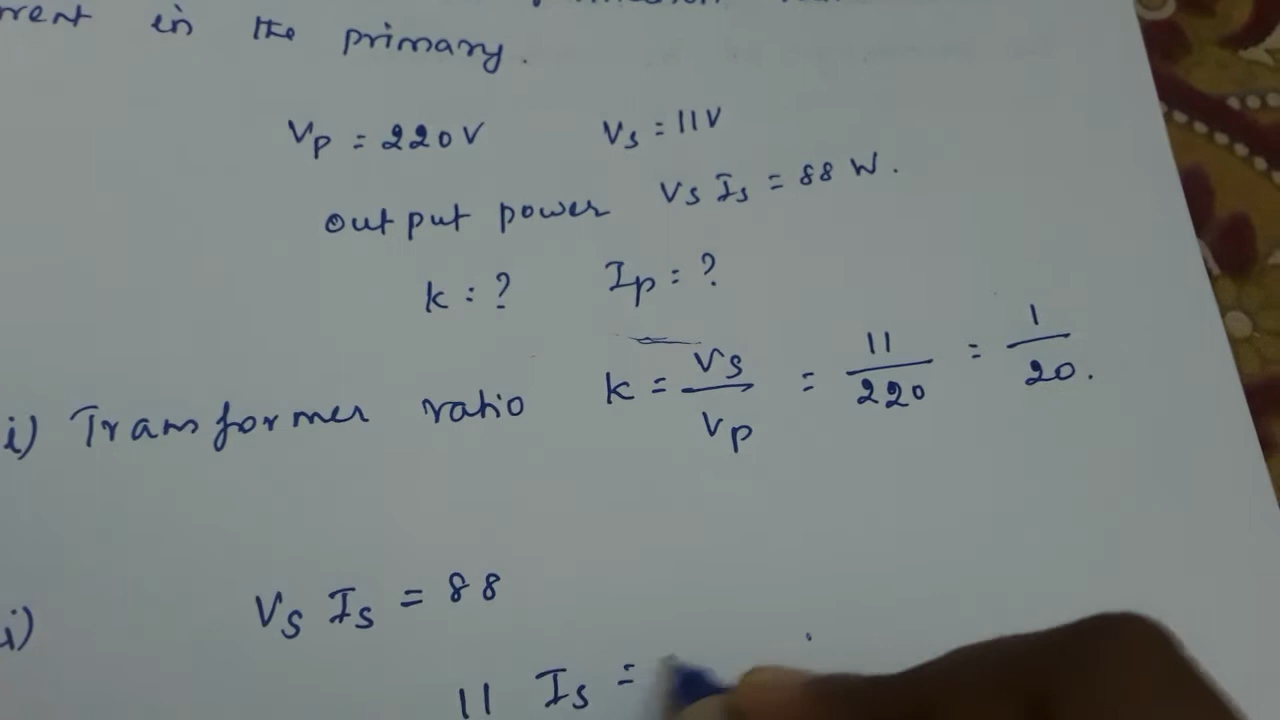 in the primary.
Vp = 220V Vs = 11V
output power Vs Is = 88 W.
k = ? Ip = ?
i) Transformer ratio k = Vs/Vp = 11/220 = 1/20.
i) Vs Is = 88
11 Is =